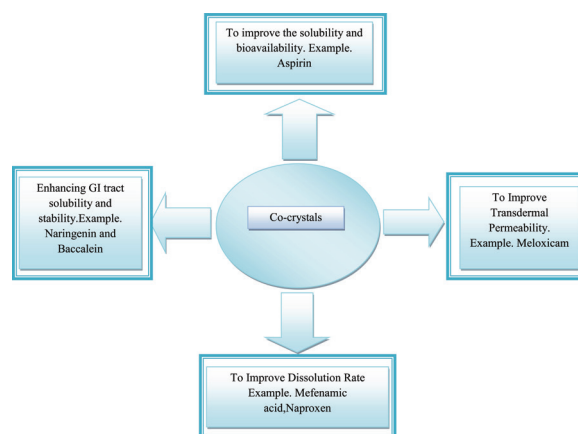 To improve the solubility and
bioavailability. Example.
Aspirin
Enhancing GI tract
solubility and
stability.Example.
Naringenin and
Baccalein
Co-crystals
To Improve
Transdermal
Permeability.
Example. Meloxicam
To Improve Dissolution Rate
Example. Mefenamic
acid,Naproxen